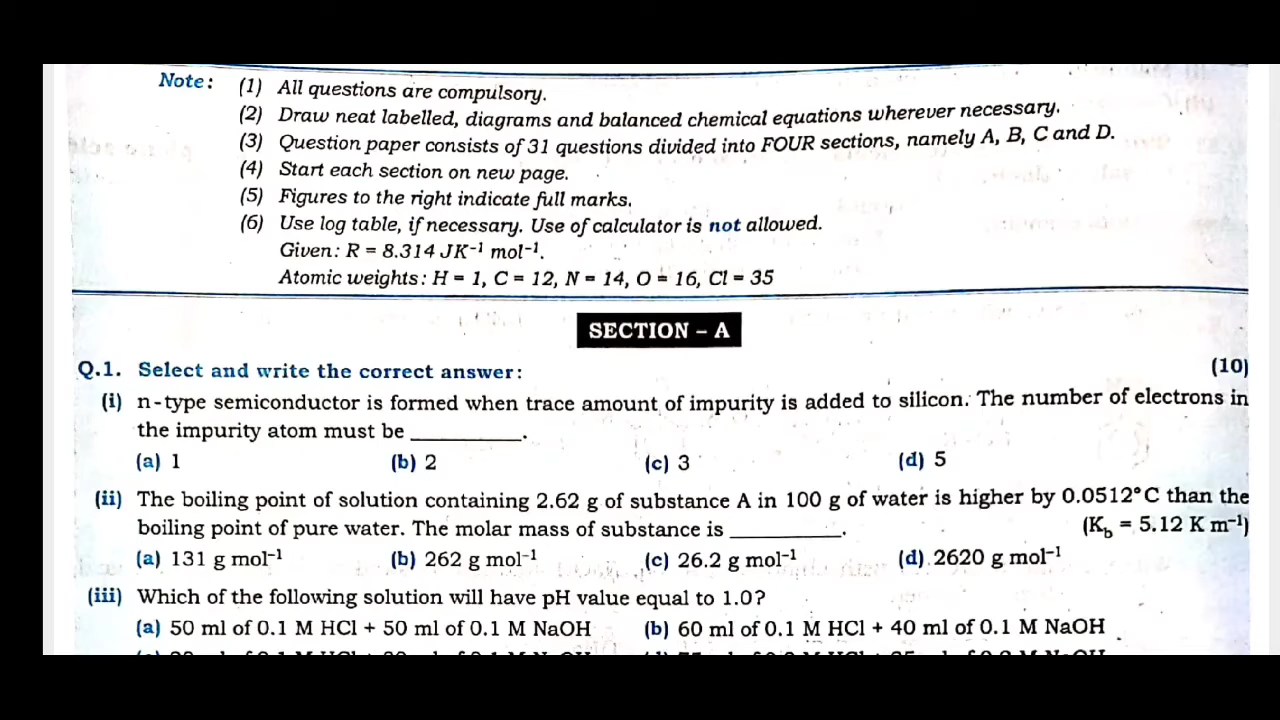 Note: (1) All questions are compulsory.
(2) Draw neat labelled, diagrams and balanced chemical equations wherever necessary.
(3) Question paper consists of 31 questions divided into FOUR sections, namely A, B, C and D.
(4) Start each section on new page.
(5) Figures to the right indicate full marks.
(6) Use log table, if necessary. Use of calculator is not allowed.
Given: R = 8.314 JK⁻¹ mol⁻¹.
Atomic weights: H = 1, C = 12, N = 14, O = 16, Cl = 35
SECTION – A
Q.1. Select and write the correct answer: (10)
(i) n-type semiconductor is formed when trace amount of impurity is added to silicon. The number of electrons in
the impurity atom must be ________.
(a) 1 (b) 2 (c) 3 (d) 5
(ii) The boiling point of solution containing 2.62 g of substance A in 100 g of water is higher by 0.0512°C than the
boiling point of pure water. The molar mass of substance is ________. (K_b = 5.12 K m⁻¹)
(a) 131 g mol⁻¹ (b) 262 g mol⁻¹ (c) 26.2 g mol⁻¹ (d) 2620 g mol⁻¹
(iii) Which of the following solution will have pH value equal to 1.0?
(a) 50 ml of 0.1 M HCl + 50 ml of 0.1 M NaOH (b) 60 ml of 0.1 M HCl + 40 ml of 0.1 M NaOH